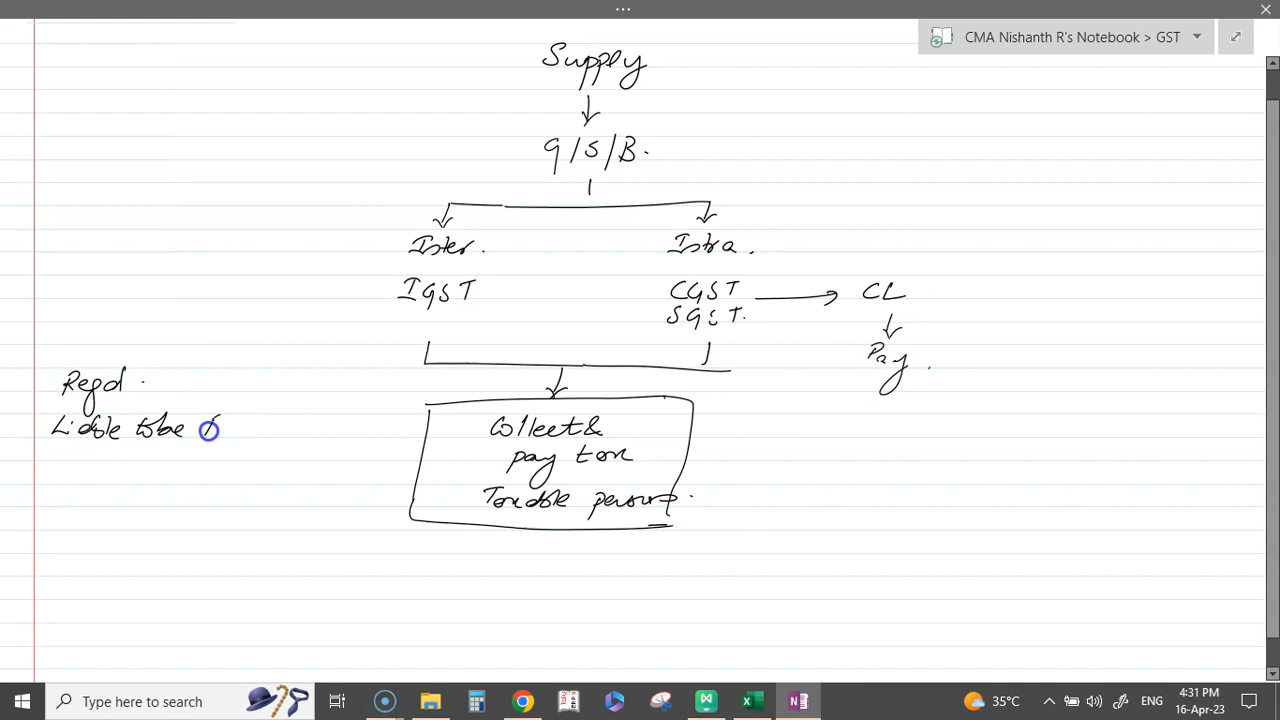 CMA Nishanth R's Notebook > GST
Supply
G/S/B.
Inter.
Intra.
IGST
CGST
CL
SGST.
Pay.
Regd.
Liable to be
Collect &
pay tax
Taxable person.
Type here to search
35°C
ENG
4:31 PM
16-Apr-23